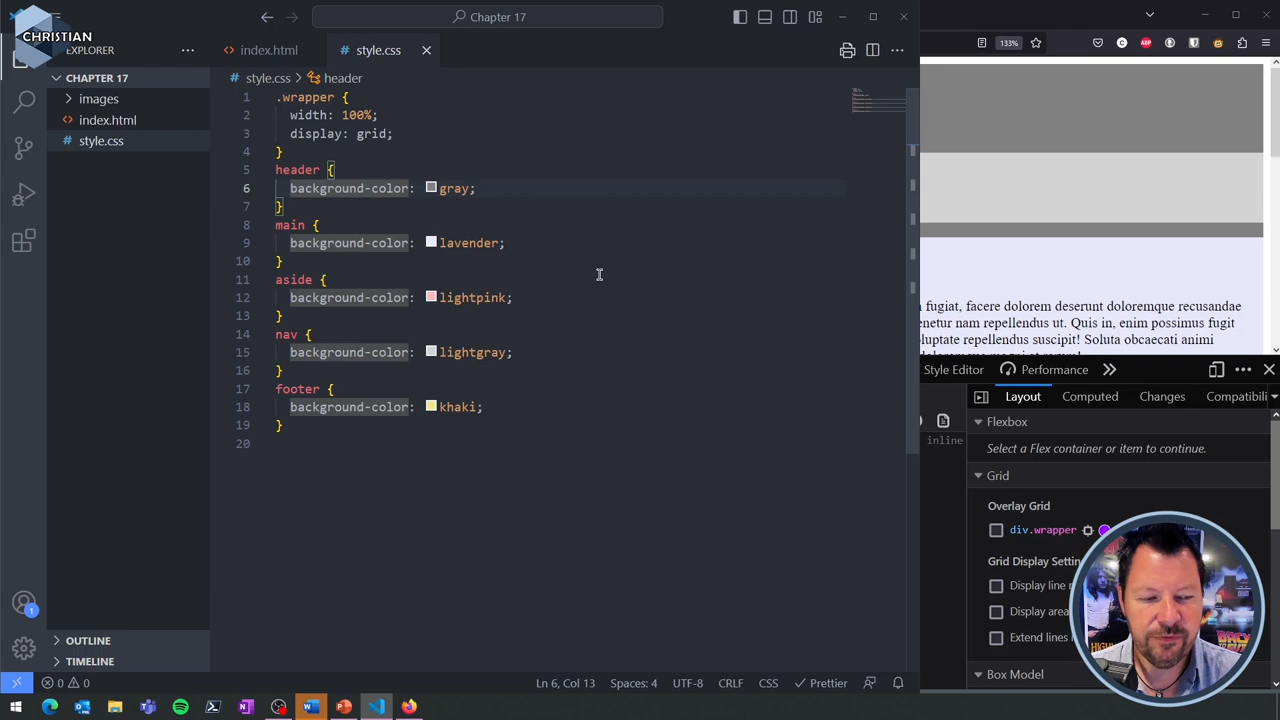 CHRISTIAN
Chapter 17
EXPLORER
index.html
style.css
133%
CHAPTER 17
images
index.html
style.css
style.css
header
1 .wrapper {
2 width: 100%;
3 display: grid;
4 }
5 header {
6 background-color: gray;
7 }
8 main {
9 background-color: lavender;
10 }
11 aside {
12 background-color: lightpink;
13 }
14 nav {
15 background-color: lightgray;
16 }
17 footer {
18 background-color: khaki;
19 }
20
fugiat, facere dolorem deserunt doloremque recusandae
enetur nam repellendus ut. Quis in, enim possimus fugit
oluptate repellendus suscipit! Soluta obcaecati animi
Style Editor
Performance
Layout
Computed
Changes
Compatibili
Flexbox
inline
Select a Flex container or item to continue.
Grid
Overlay Grid
div.wrapper
Grid Display Setti
Display line
Display area
Extend lines
Box Model
OUTLINE
TIMELINE
1
0
0
Ln 6, Col 13
Spaces: 4
UTF-8
CRLF
CSS
Prettier